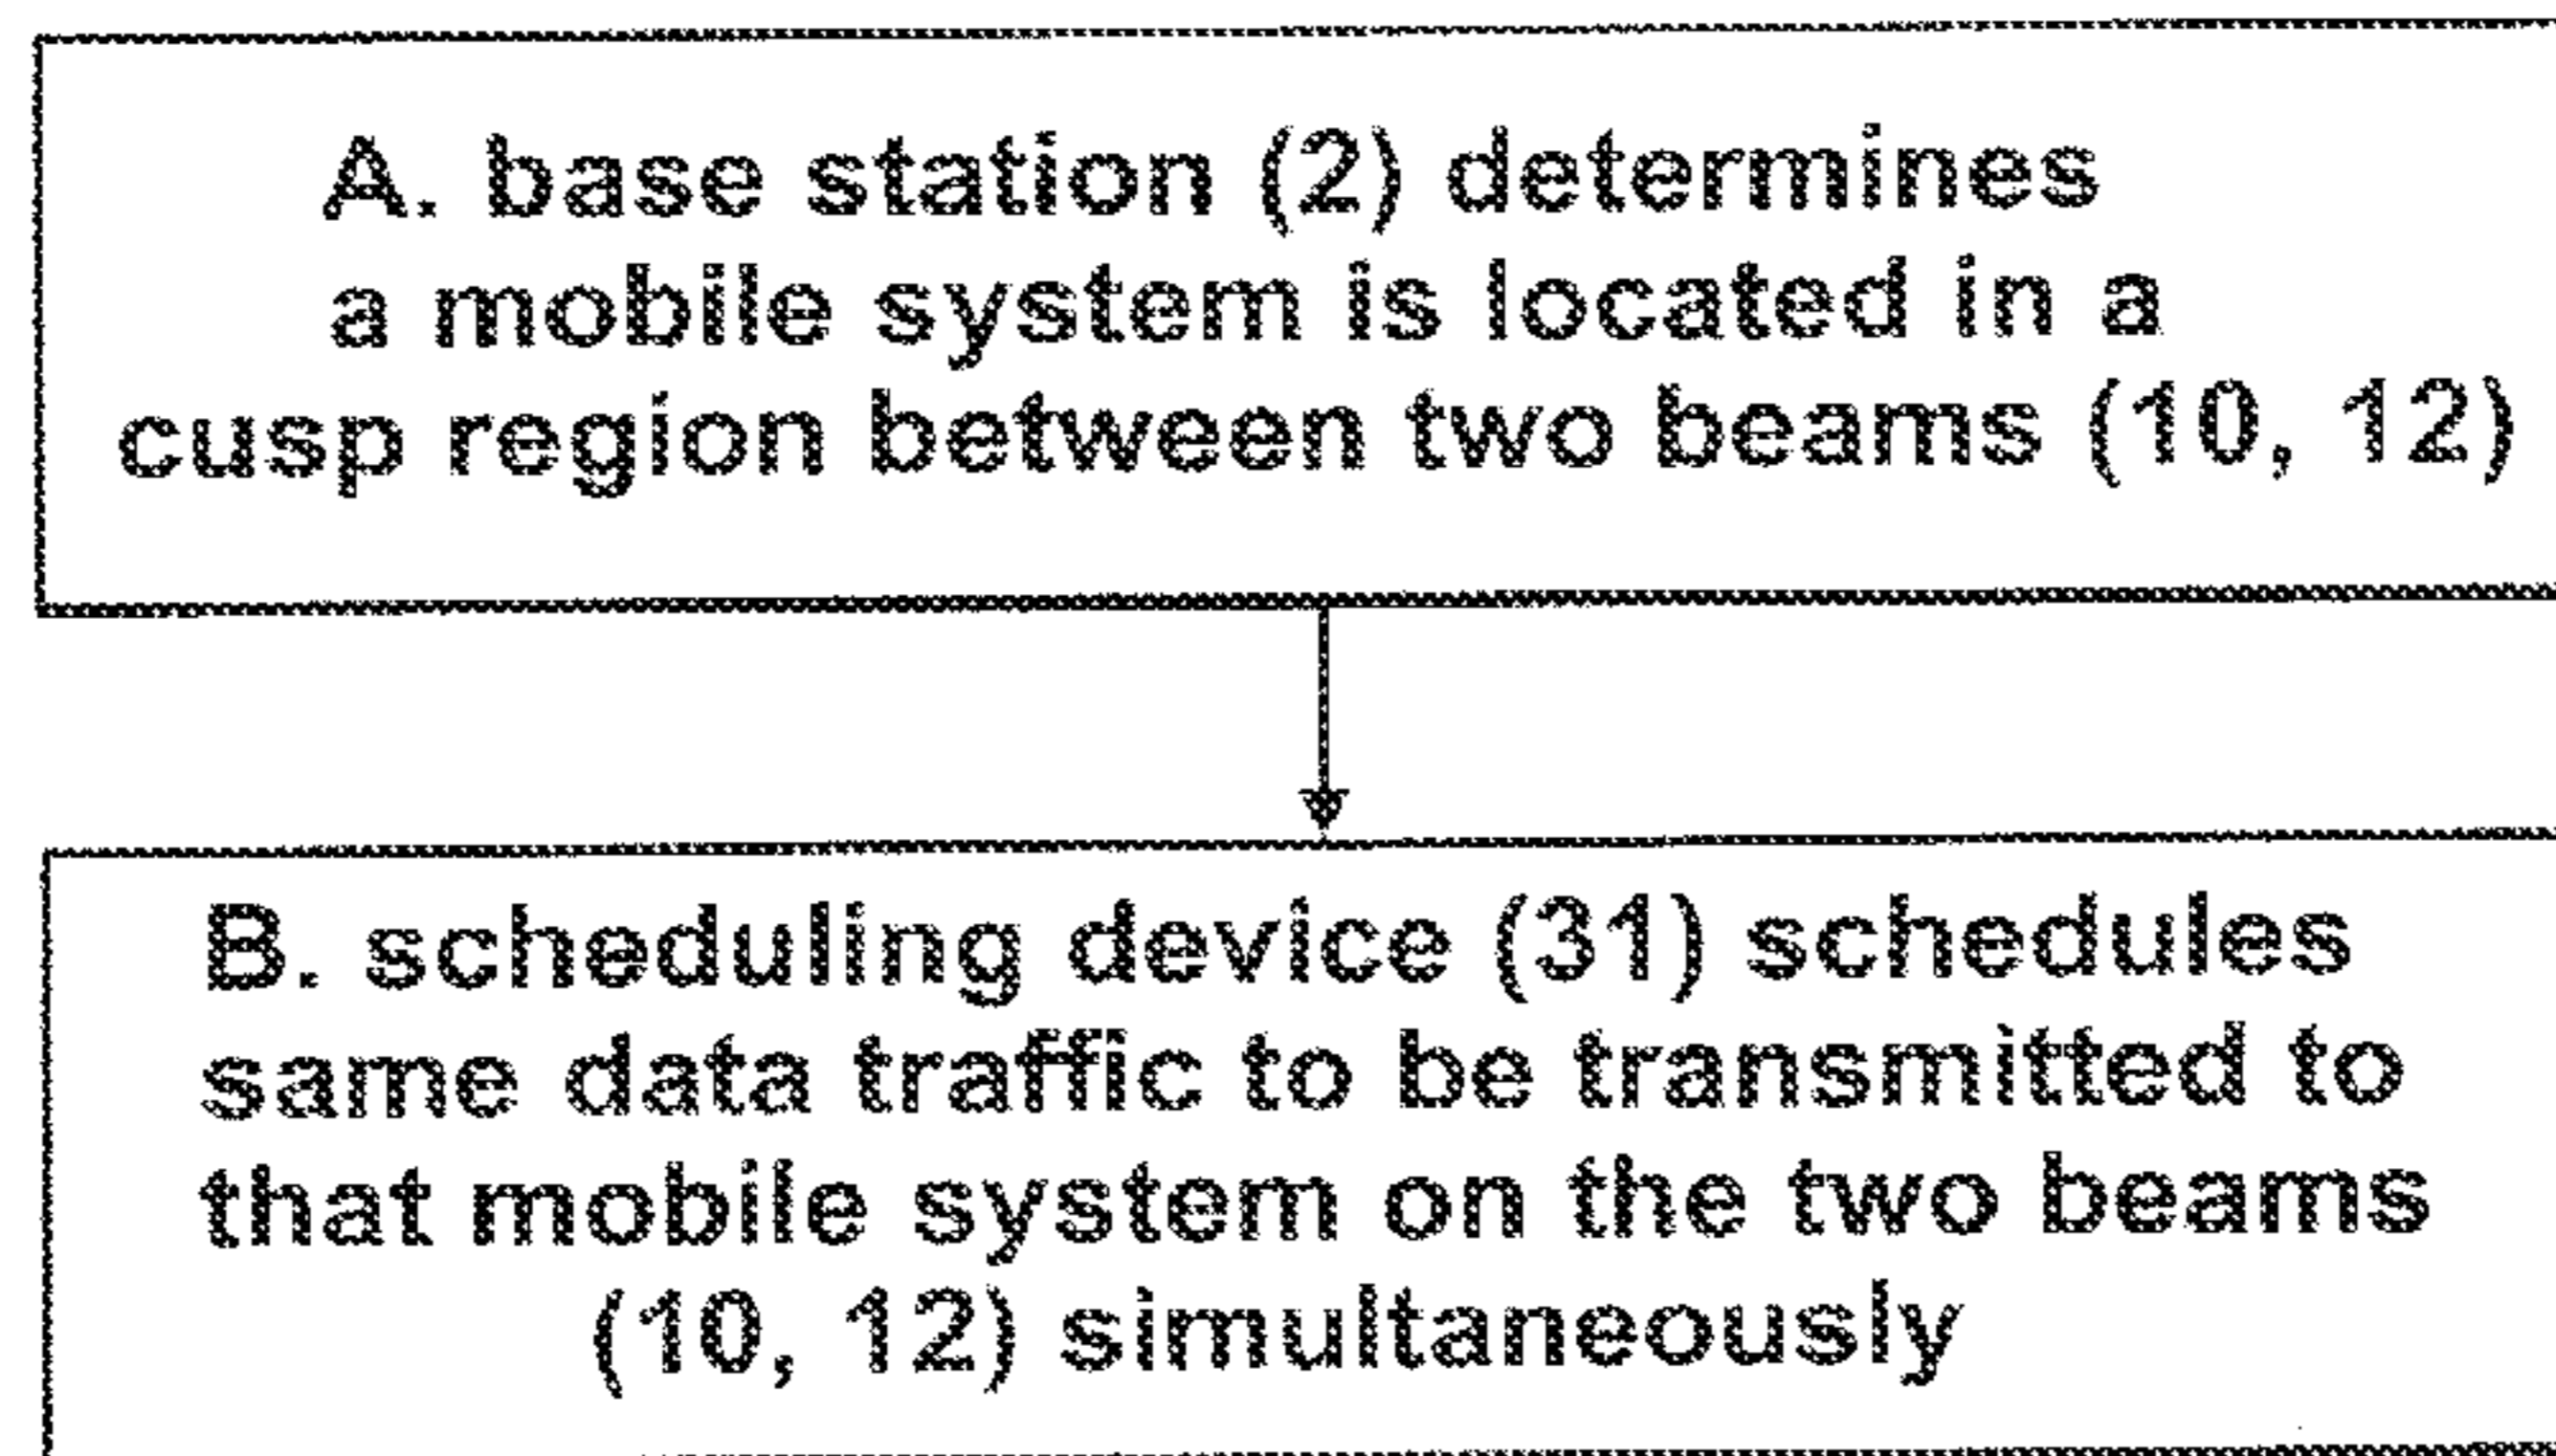 A. base station (2) determines
a mobile system is located in a
cusp region between two beams (10, 12)
B. scheduling device (31) schedules
same data traffic to be transmitted to
that mobile system on the two beams
(10, 12) simultaneously